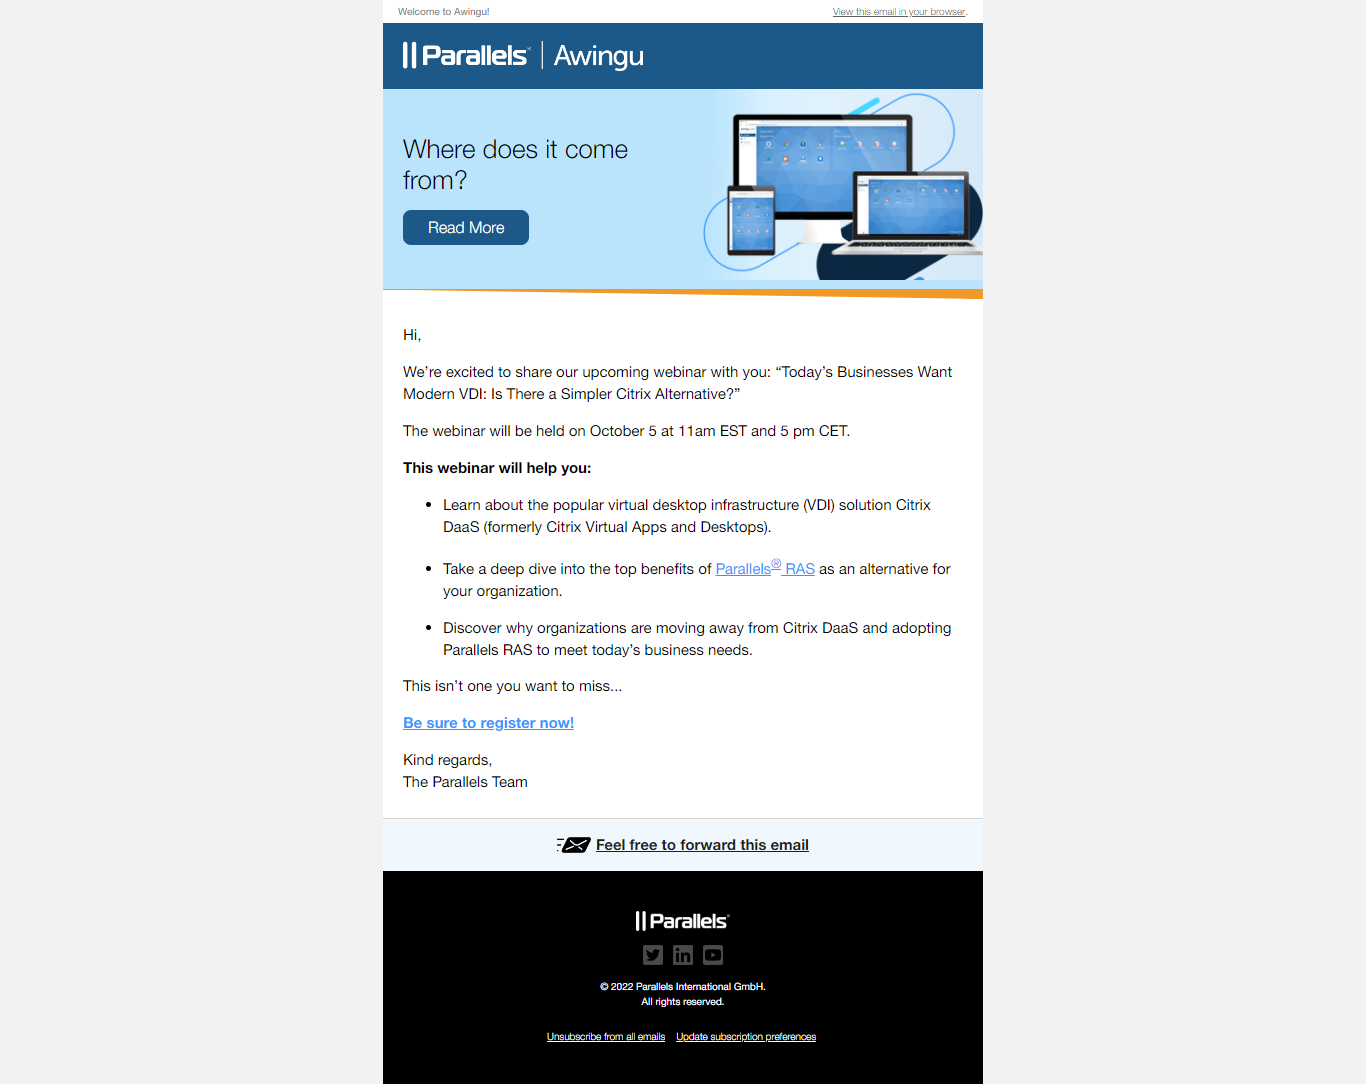 Welcome to Awingu!
View this email in your browser.
Parallels® | Awingu
Where does it come
from?
Read More
Hi,
We’re excited to share our upcoming webinar with you: “Today’s Businesses Want
Modern VDI: Is There a Simpler Citrix Alternative?”
The webinar will be held on October 5 at 11am EST and 5 pm CET.
This webinar will help you:
• Learn about the popular virtual desktop infrastructure (VDI) solution Citrix
DaaS (formerly Citrix Virtual Apps and Desktops).
• Take a deep dive into the top benefits of Parallels® RAS as an alternative for
your organization.
• Discover why organizations are moving away from Citrix DaaS and adopting
Parallels RAS to meet today’s business needs.
This isn’t one you want to miss...
Be sure to register now!
Kind regards,
The Parallels Team
Feel free to forward this email
Parallels®
© 2022 Parallels International GmbH.
All rights reserved.
Unsubscribe from all emails Update subscription preferences